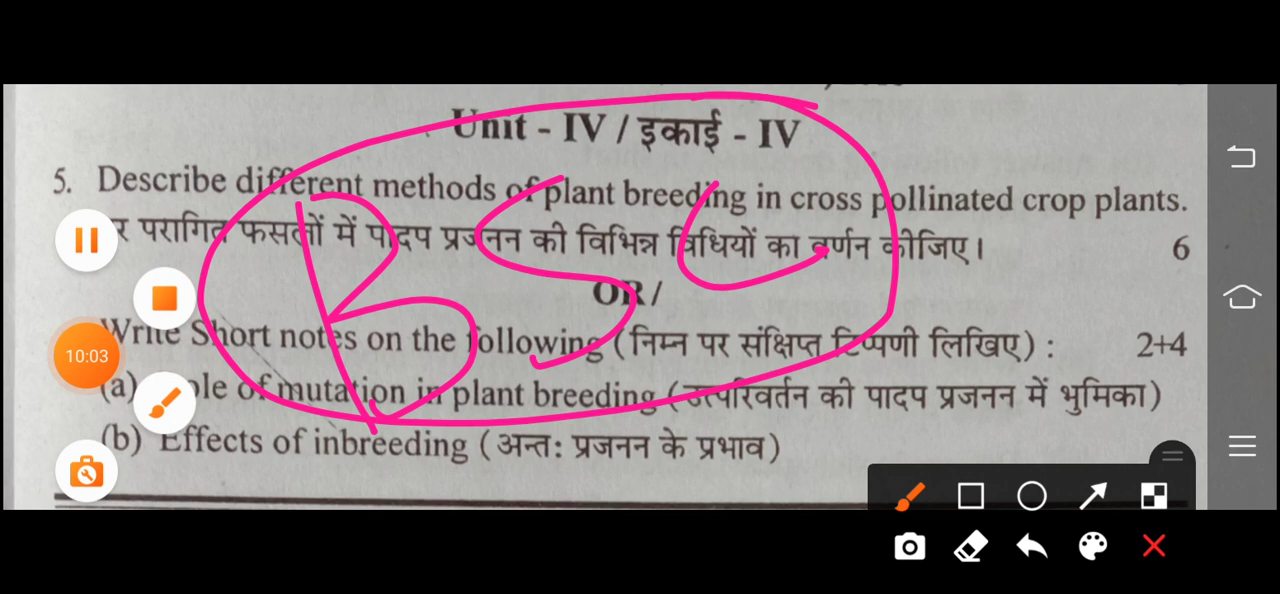 Unit - IV / इकाई - IV
5. Describe different methods of plant breeding in cross pollinated crop plants.
र परागित फसलों में पादप प्रजनन की विभिन्न विधियों का वर्णन कीजिए। 6
OR /
Write Short notes on the following (निम्न पर संक्षिप्त टिप्पणी लिखिए) : 2+4
(a) ole of mutation in plant breeding (उत्परिवर्तन की पादप प्रजनन में भुमिका)
(b) Effects of inbreeding (अन्त: प्रजनन के प्रभाव)
BSC
10:03